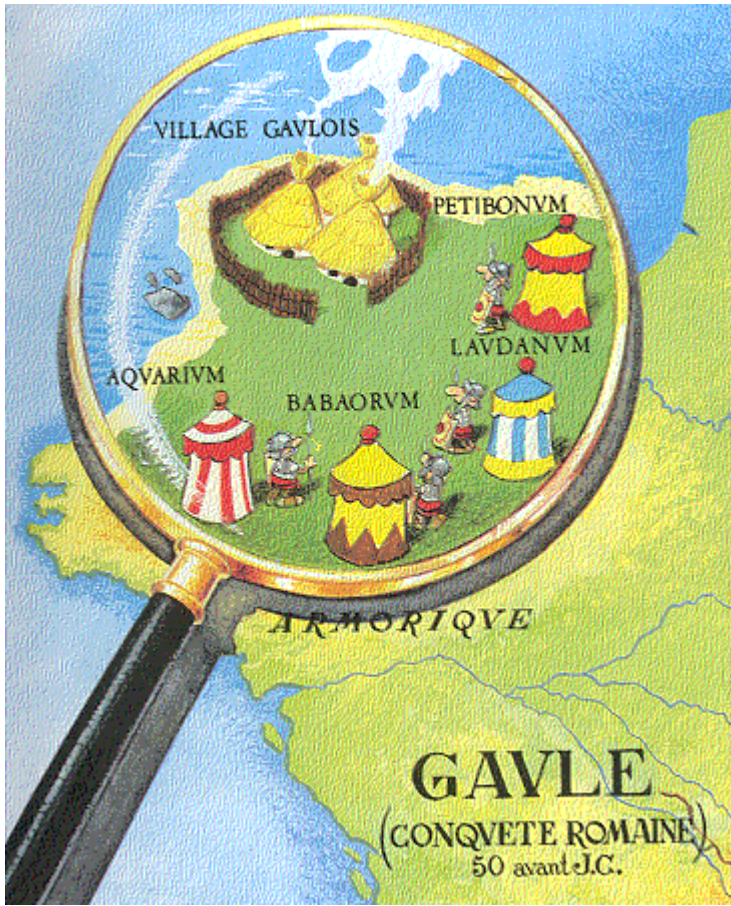 VILLAGE GAVLOIS
PETIBONVM
LAVDANVM
AQVARIVM
BABAORVM
ARMORIQVE
GAVLE
(CONQVETE ROMAINE)
50 avant J.C.